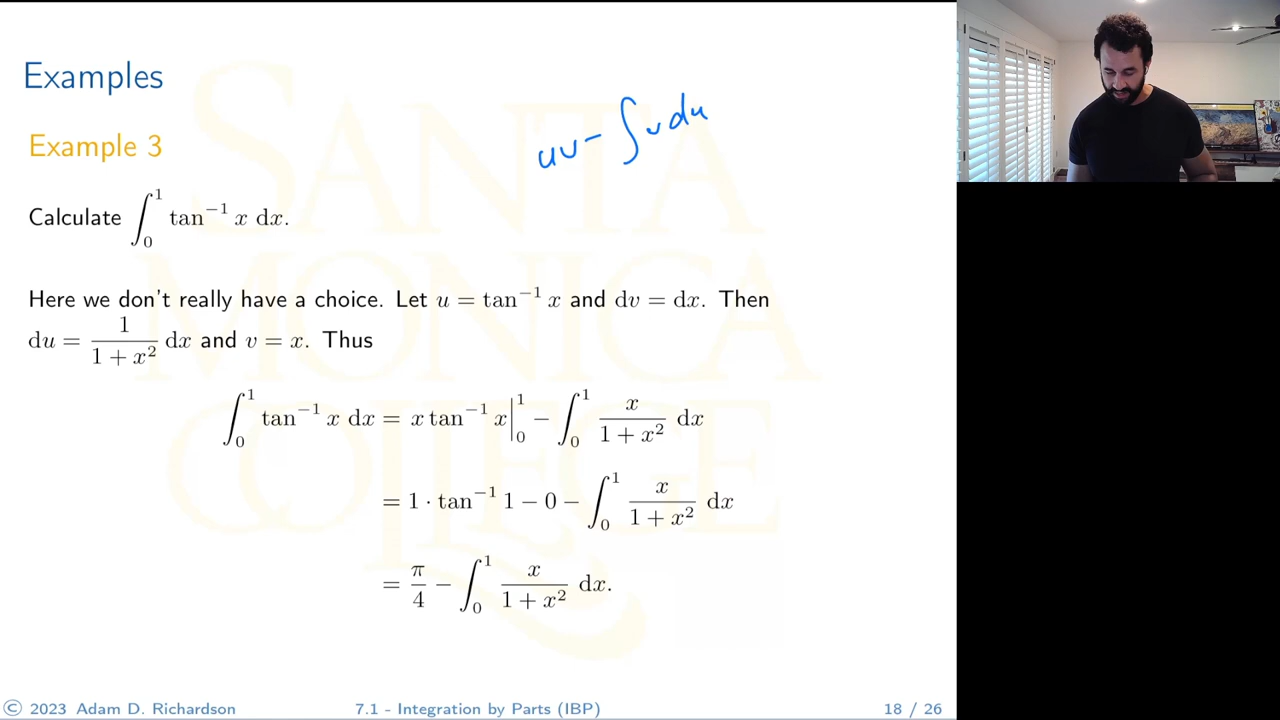 Examples
uv - ∫ v du
Example 3
Calculate ∫₀¹ tan⁻¹ x dx.
Here we don't really have a choice. Let u = tan⁻¹ x and dv = dx. Then
du = 1/(1 + x²) dx and v = x. Thus
∫₀¹ tan⁻¹ x dx = x tan⁻¹ x|₀¹ − ∫₀¹ x/(1 + x²) dx
= 1 · tan⁻¹ 1 − 0 − ∫₀¹ x/(1 + x²) dx
= π/4 − ∫₀¹ x/(1 + x²) dx.
SANTA
MONICA
COLLEGE
© 2023 Adam D. Richardson 7.1 - Integration by Parts (IBP) 18 / 26